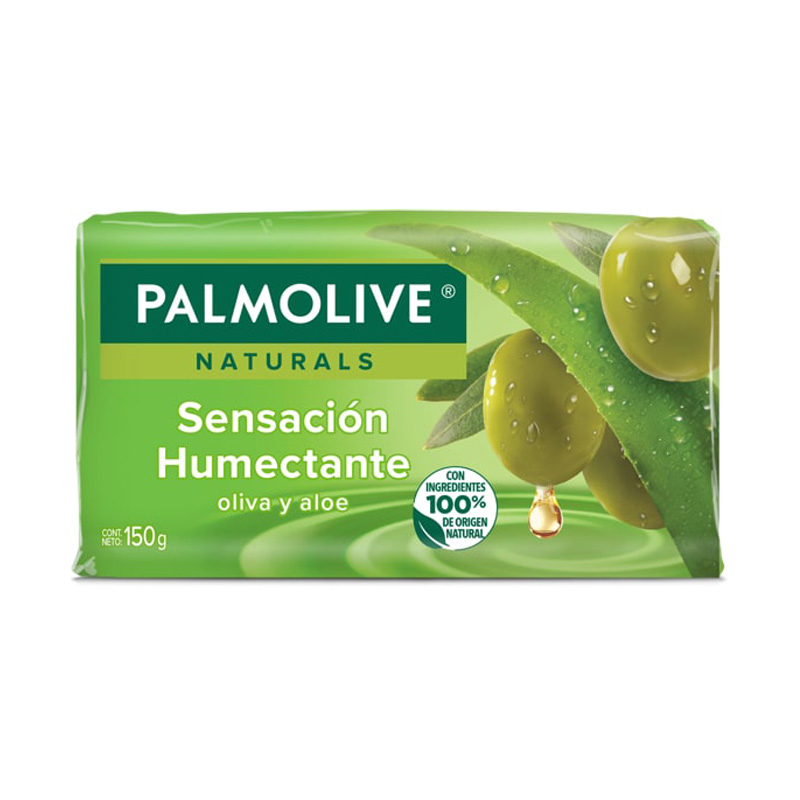 PALMOLIVE®
NATURALS
Sensación
Humectante
oliva y aloe
CON
INGREDIENTES
100%
DE ORIGEN
NATURAL
CONT.
NETO: 150g